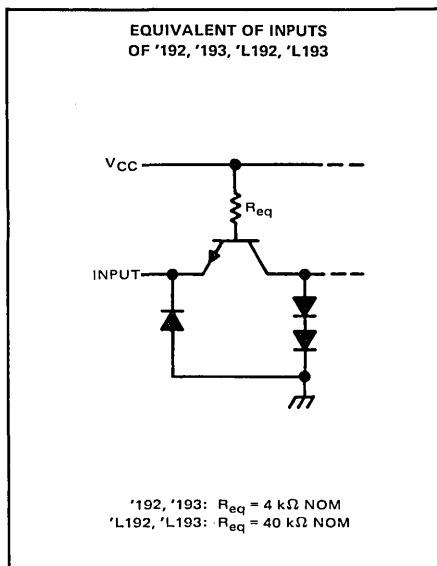 EQUIVALENT OF INPUTS
OF '192, '193, 'L192, 'L193
VCC
Req
INPUT
'192, '193: Req = 4 kΩ NOM
'L192, 'L193: Req = 40 kΩ NOM